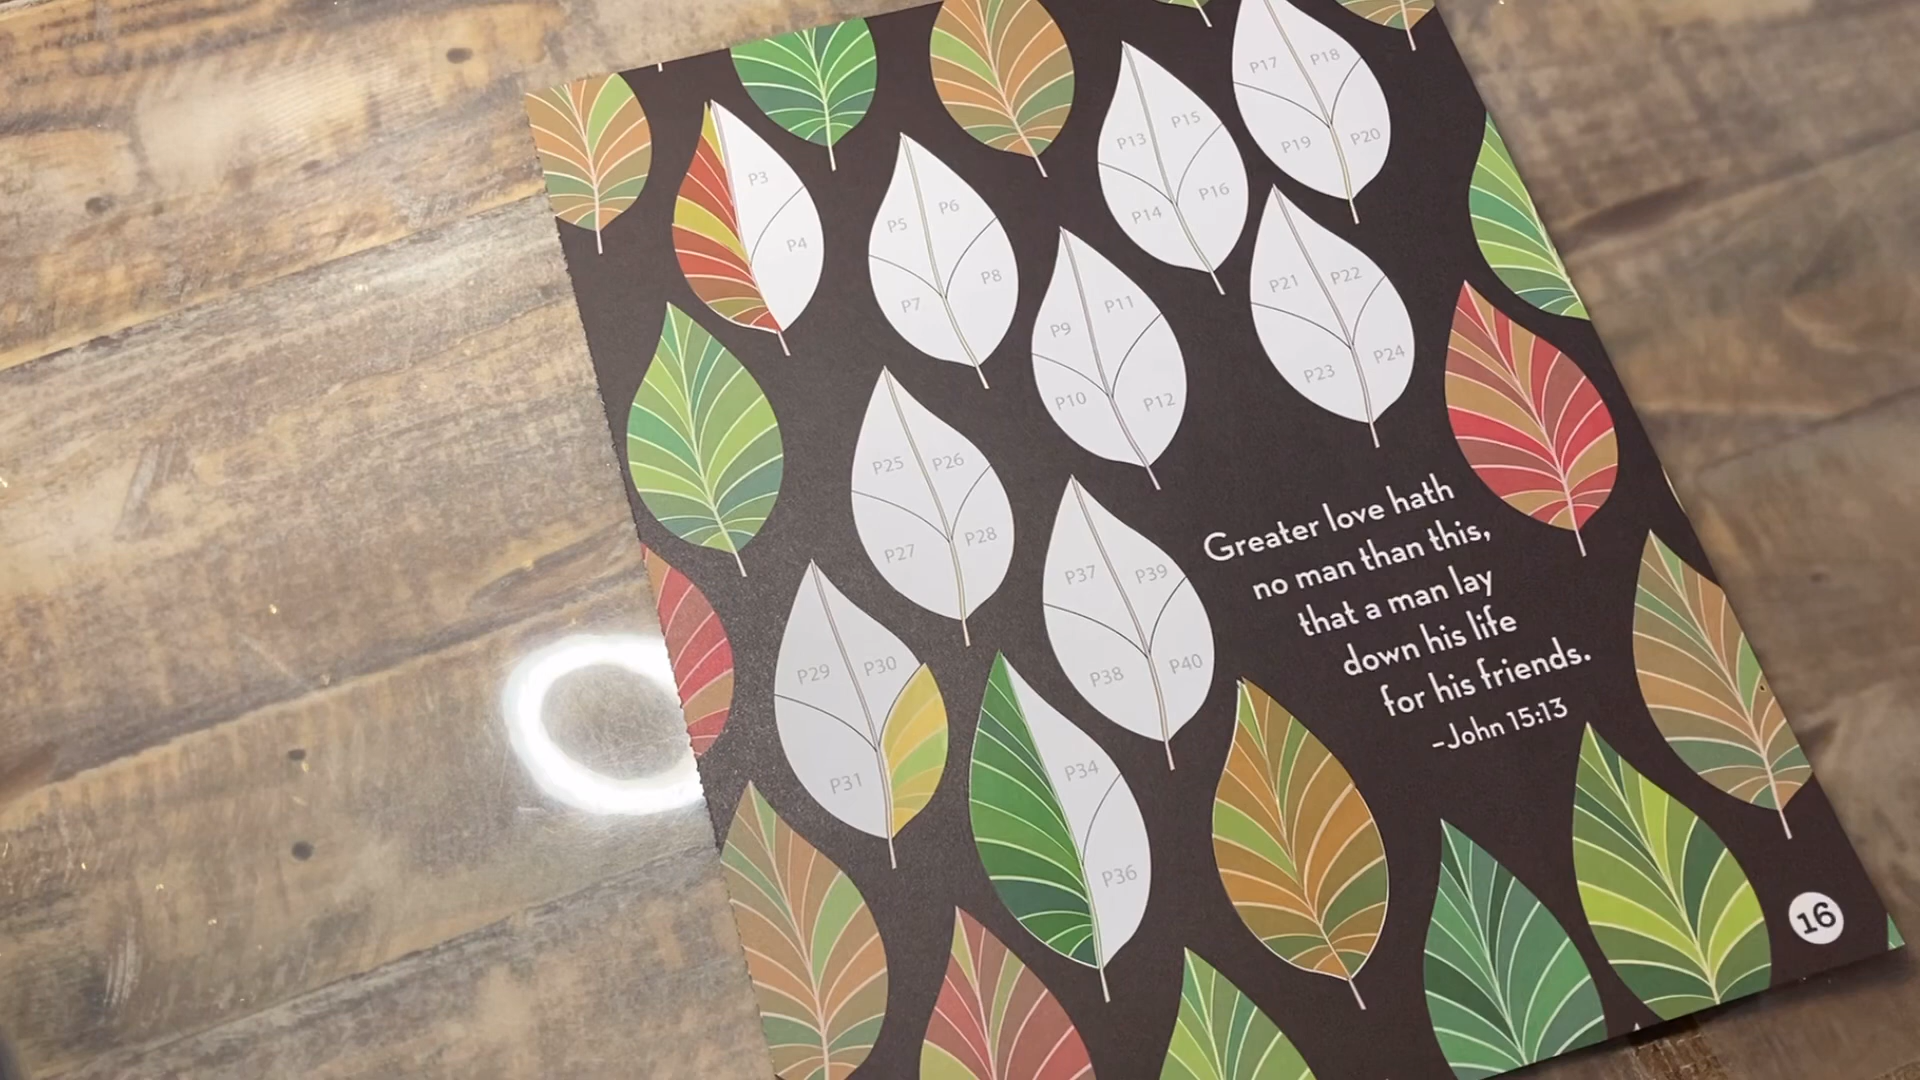 P17 P18
P19 P20
P13 P15
P14 P16
P3
P4
P5 P6
P7 P8
P9 P11
P10 P12
P21 P22
P23 P24
P25 P26
P27 P28
P37 P39
P38 P40
P29 P30
P31
P34
P36
Greater love hath
no man than this,
that a man lay
down his life
for his friends.
-John 15:13
16